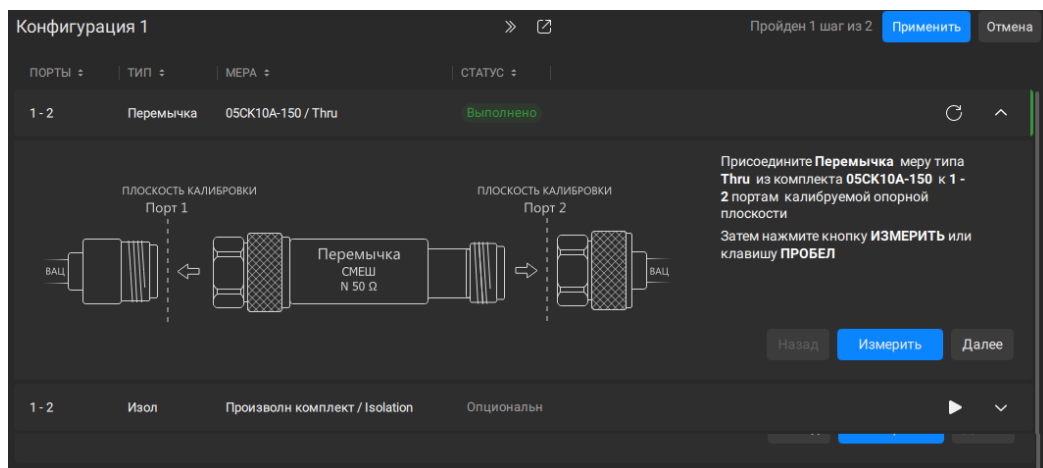 Конфигурация 1
Пройден 1 шаг из 2
Применить
Отмена
ПОРТЫ
ТИП
МЕРА
СТАТУС
1 - 2
Перемычка
05CK10A-150 / Thru
Выполнено
ПЛОСКОСТЬ КАЛИБРОВКИ
Порт 1
ПЛОСКОСТЬ КАЛИБРОВКИ
Порт 2
ВАЦ
Перемычка
СМЕШ
N 50 Ω
ВАЦ
Присоедините Перемычка меру типа
Thru из комплекта 05CK10A-150 к 1 -
2 портам калибруемой опорной
плоскости
Затем нажмите кнопку ИЗМЕРИТЬ или
клавишу ПРОБЕЛ
Назад
Измерить
Далее
1 - 2
Изол
Произволн комплект / Isolation
Опциональн